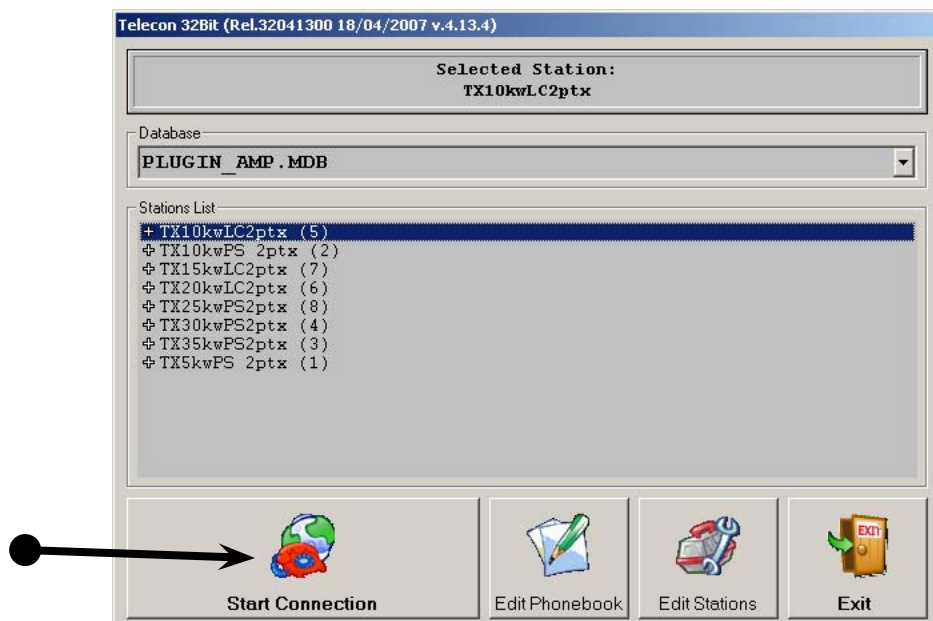 Telecon 32Bit (Rel.32041300 18/04/2007 v.4.13.4)
Selected Station:
TX10kwLC2ptx
Database
PLUGIN_AMP.MDB
Stations List
TX10kwLC2ptx (5)
TX10kwPS 2ptx (2)
TX15kwLC2ptx (7)
TX20kwLC2ptx (6)
TX25kwPS2ptx (8)
TX30kwPS2ptx (4)
TX35kwPS2ptx (3)
TX5kwPS 2ptx (1)
EXIT
Start Connection
Edit Phonebook
Edit Stations
Exit